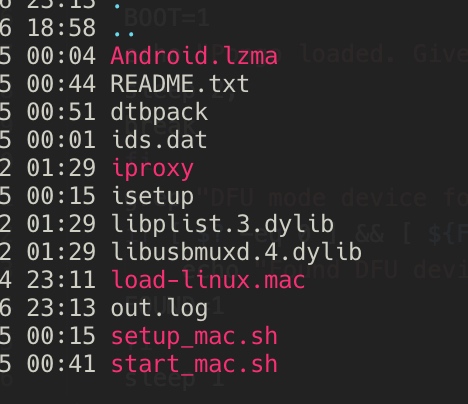 6 23:15 .
BOOT=1
6 18:58 ..
loaded. Give
5 00:04 Android.lzma
5 00:44 README.txt
5 00:51 dtbpack
5 00:01 ids.dat
2 01:29 iproxy
5 00:15 isetup
"DFU mode device fo
2 01:29 libplist.3.dylib
&& [ ${F
2 01:29 libusbmuxd.4.dylib
4 23:11 load-linux.mac
echo "Found DFU devi
6 23:13 out.log
5 00:15 setup_mac.sh
5 00:41 start_mac.sh
sleep 1